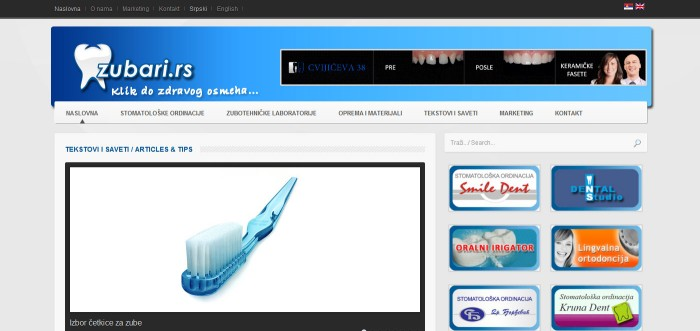 Naslovna | O nama | Marketing | Kontakt | Srpski | English |
zubari.rs
Klik do zdravog osmeha...
CVIJIĆEVA 36
PRE
POSLE
KERAMIČKE
FASETE
NASLOVNA
STOMATOLOŠKE ORDINACIJE
ZUBOTEHNIČKE LABORATORIJE
OPREMA I MATERIJALI
TEKSTOVI I SAVETI
MARKETING
KONTAKT
TEKSTOVI I SAVETI / ARTICLES & TIPS
Traži.. / Search...
STOMATOLOŠKA ORDINACIJA
Smile Dent
DENTAL
Studio
ORALNI IRIGATOR
Lingvalna
ortodoncija
STOMATOLOŠKA ORDINACIJA
Stomatološka ordinacija
Kruna Dent
Izbor četkice za zube